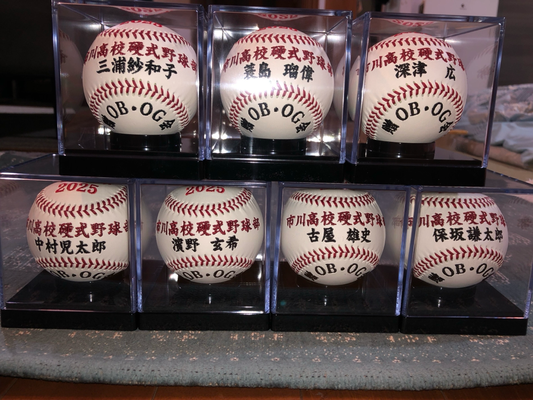 市川高校硬式野球部
三浦紗和子
OB・OG会
市川高校硬式野球部
蓑島 瑠偉
OB・OG会
市川高校硬式野球部
深津 広
OB・OG会
2025
市川高校硬式野球部
中村児太郎
OB・OG
2025
市川高校硬式野球部
濱野 玄希
市川高校硬式野球部
古屋 雄史
OB・OG
市川高校硬式野球部
保坂謙太郎
OB・OG